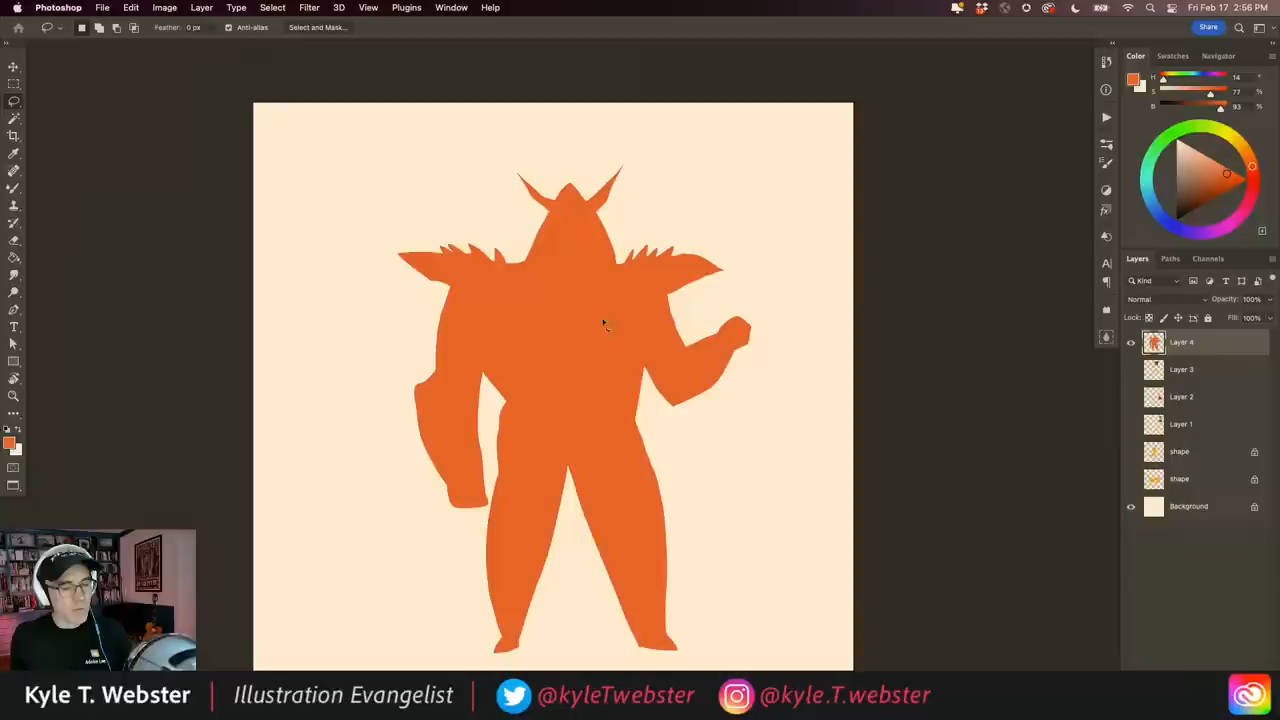 Photoshop File Edit Image Layer Type Select Filter 3D View Plugins Window Help Fri Feb 17 2:56 PM
Feather: 0 px Anti-alias Select and Mask... Share
Color Swatches Navigator
H 14 °
S 77 %
B 93 %
Layers Paths Channels
Kind
Normal Opacity: 100%
Lock: Fill: 100%
Layer 4
Layer 3
Layer 2
Layer 1
shape
shape
Background
Kyle T. Webster | Illustration Evangelist | @kyleTwebster @kyle.T.webster